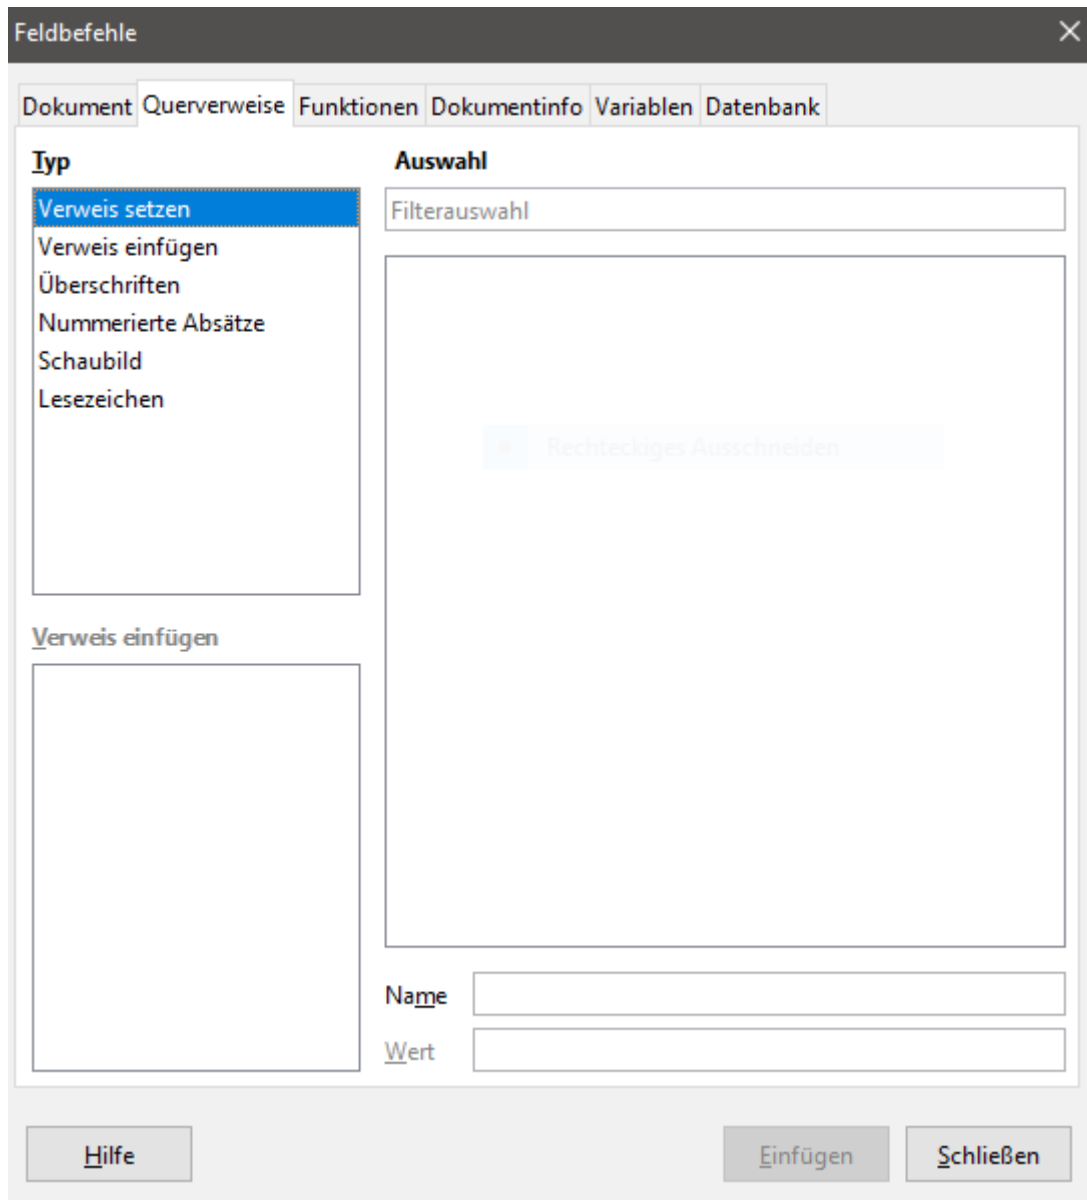 Feldbefehle
Dokument Querverweise Funktionen Dokumentinfo Variablen Datenbank
Typ
Verweis setzen
Verweis einfügen
Überschriften
Nummerierte Absätze
Schaubild
Lesezeichen
Verweis einfügen
Auswahl
Filterauswahl
Rechteckiges Ausschneiden
Name
Wert
Hilfe
Einfügen
Schließen